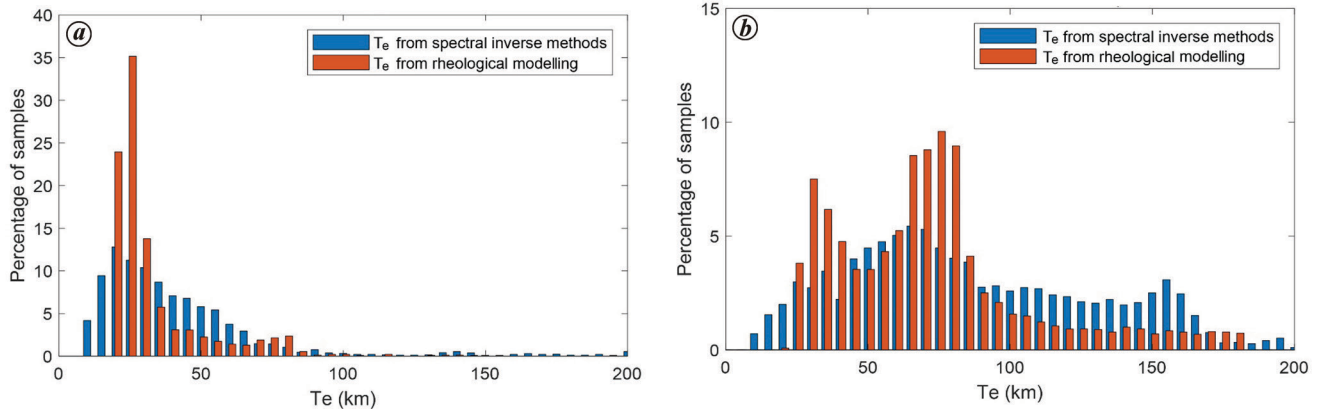 a
40
35
30
25
20
15
10
5
0
Percentage of samples
Te from spectral inverse methods
Te from rheological modelling
0 50 100 150 200
Te (km)
b
15
10
5
0
Percentage of samples
Te from spectral inverse methods
Te from rheological modelling
0 50 100 150 200
Te (km)